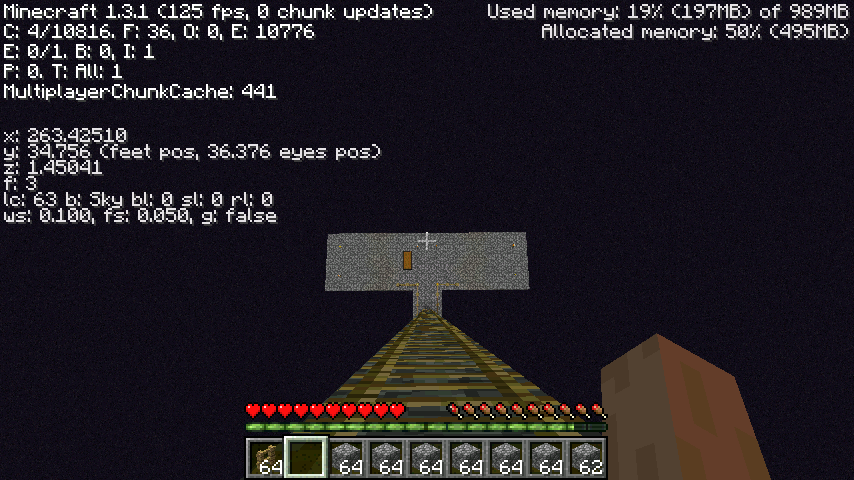 Minecraft 1.3.1 (125 fps, 0 chunk updates)
C: 4/10816. F: 36, O: 0, E: 10776
E: 0/1. B: 0, I: 1
P: 0. T: All: 1
MultiplayerChunkCache: 441
Used memory: 19% (197MB) of 989MB
Allocated memory: 50% (495MB)
x: 263.42510
y: 34.756 (feet pos, 36.376 eyes pos)
z: 1.45041
f: 3
lc: 63 b: Sky bl: 0 sl: 0 rl: 0
ws: 0.100, fs: 0.050, g: false
64 64 64 64 64 64 64 62